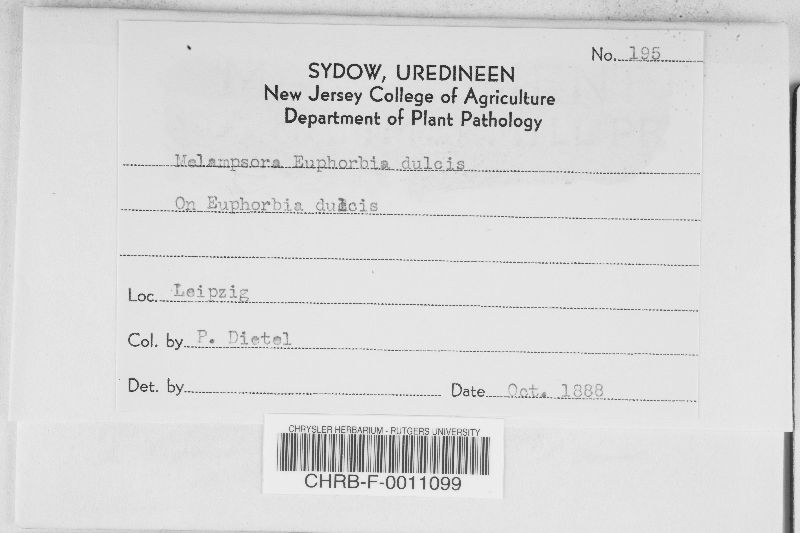 No. 195
SYDOW, UREDINEEN
New Jersey College of Agriculture
Department of Plant Pathology
Melampsora Euphorbia dulcis
On Euphorbia dulcis
Loc. Leipzig
Col. by P. Dietel
Det. by
Date Oct. 1888
CHRYSLER HERBARIUM - RUTGERS UNIVERSITY
CHRB-F-0011099